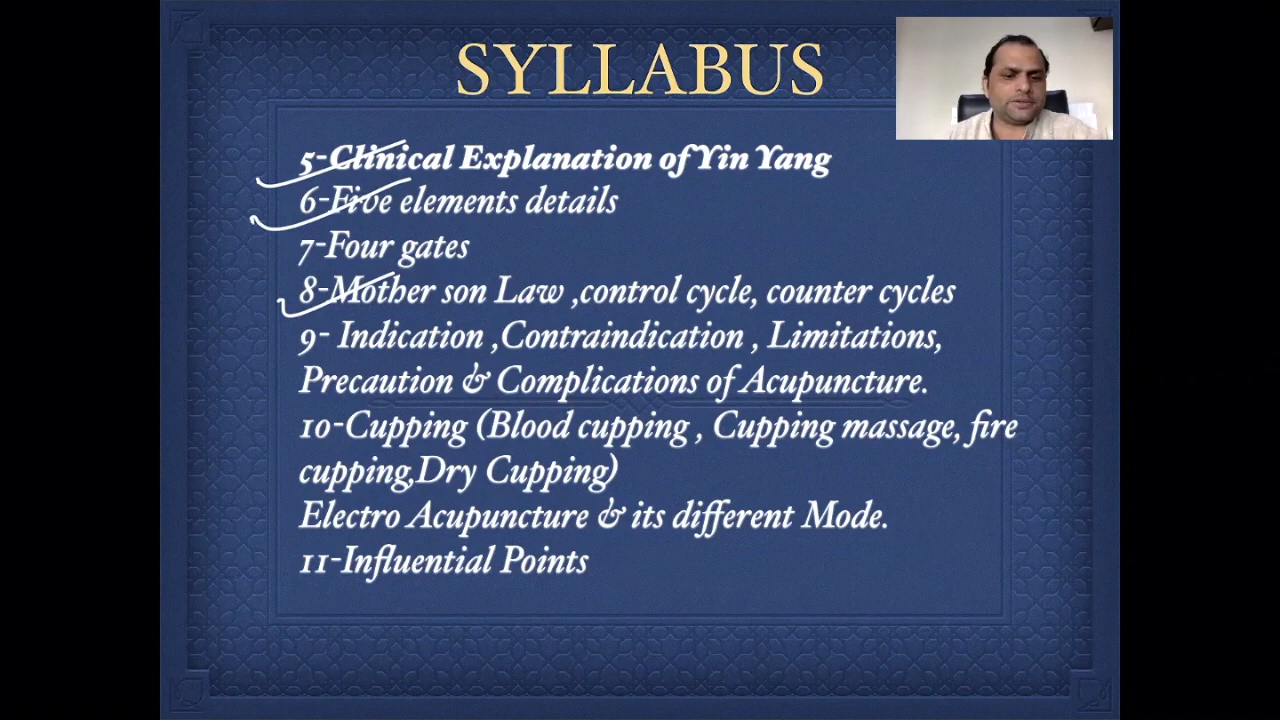 SYLLABUS
5-Clinical Explanation of Yin Yang
6-Five elements details
7-Four gates
8-Mother son Law ,control cycle, counter cycles
9- Indication ,Contraindication , Limitations,
Precaution & Complications of Acupuncture.
10-Cupping (Blood cupping , Cupping massage, fire
cupping,Dry Cupping)
Electro Acupuncture & its different Mode.
11-Influential Points